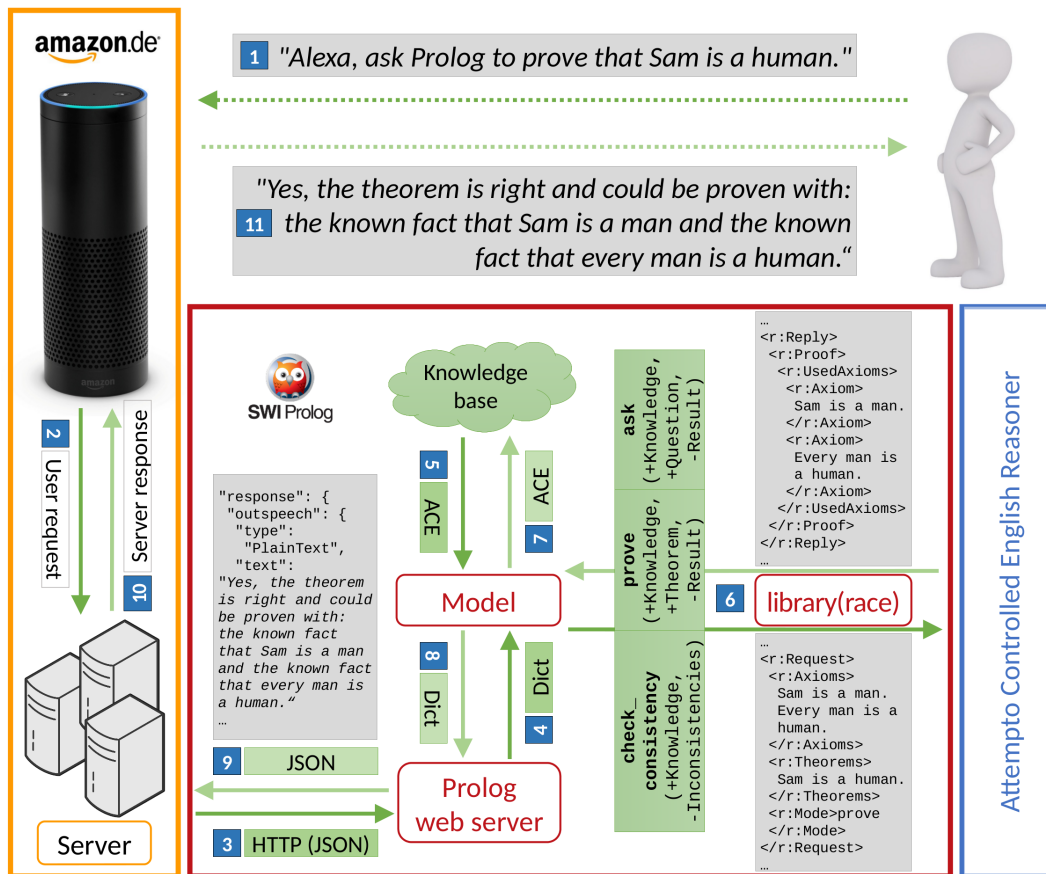 amazon.de
1 "Alexa, ask Prolog to prove that Sam is a human."
"Yes, the theorem is right and could be proven with:
11 the known fact that Sam is a man and the known
fact that every man is a human.“
amazon
2 User request
Server response 10
Server
SWI Prolog
Knowledge
base
5 ACE
ACE 7
Model
8 Dict
Dict 4
Prolog
web server
"response": {
"outspeech": {
"type":
"PlainText",
"text":
"Yes, the theorem
is right and could
be proven with:
the known fact
that Sam is a man
and the known fact
that every man is
a human.“
…
9 JSON
3 HTTP (JSON)
ask
(+Knowledge,
+Question,
-Result)
prove
(+Knowledge,
+Theorem,
-Result)
check_
consistency
(+Knowledge,
-Inconsistencies)
…
<r:Reply>
<r:Proof>
<r:UsedAxioms>
<r:Axiom>
Sam is a man.
</r:Axiom>
<r:Axiom>
Every man is
a human.
</r:Axiom>
</r:UsedAxioms>
</r:Proof>
</r:Reply>
…
6 library(race)
…
<r:Request>
<r:Axioms>
Sam is a man.
Every man is a
human.
</r:Axioms>
<r:Theorems>
Sam is a human.
</r:Theorems>
<r:Mode>prove
</r:Mode>
</r:Request>
…
Attempto Controlled English Reasoner